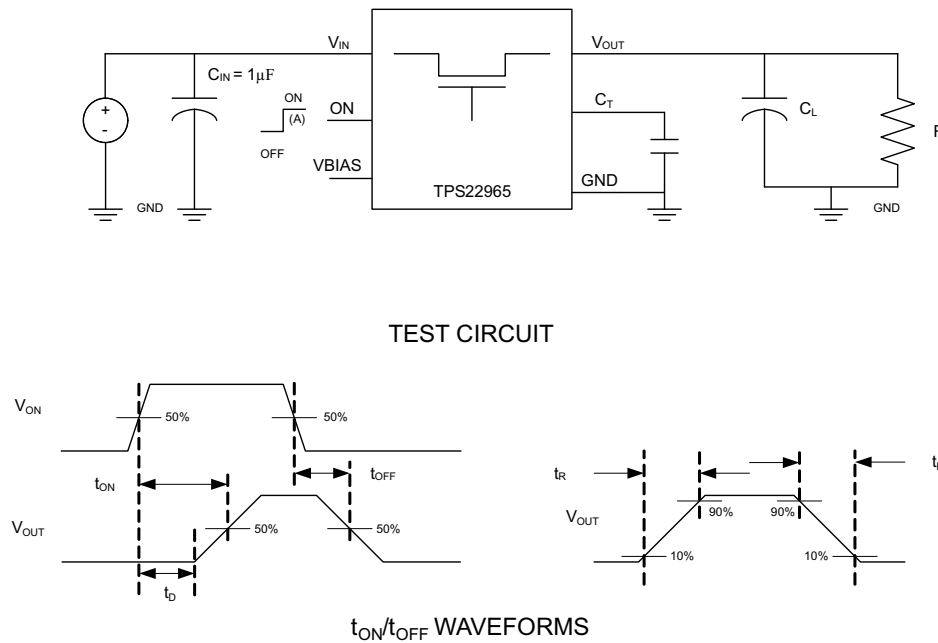 VIN
VOUT
CIN = 1μF
ON
(A)
OFF
ON
CT
CL
+
-
VBIAS
GND
TPS22965
GND
GND
TEST CIRCUIT
VON
50%
50%
tON
tOFF
VOUT
50%
50%
tD
tR
VOUT
90%
90%
10%
10%
tON/tOFF WAVEFORMS